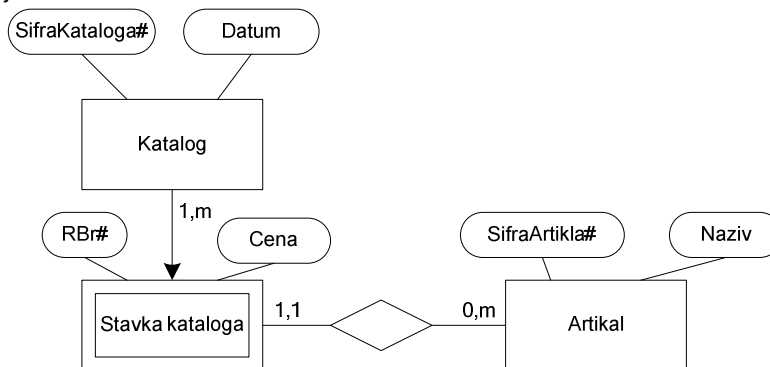 SifraKataloga#
Datum
Katalog
1,m
RBr#
Cena
SifraArtikla#
Naziv
Stavka kataloga
1,1
0,m
Artikal